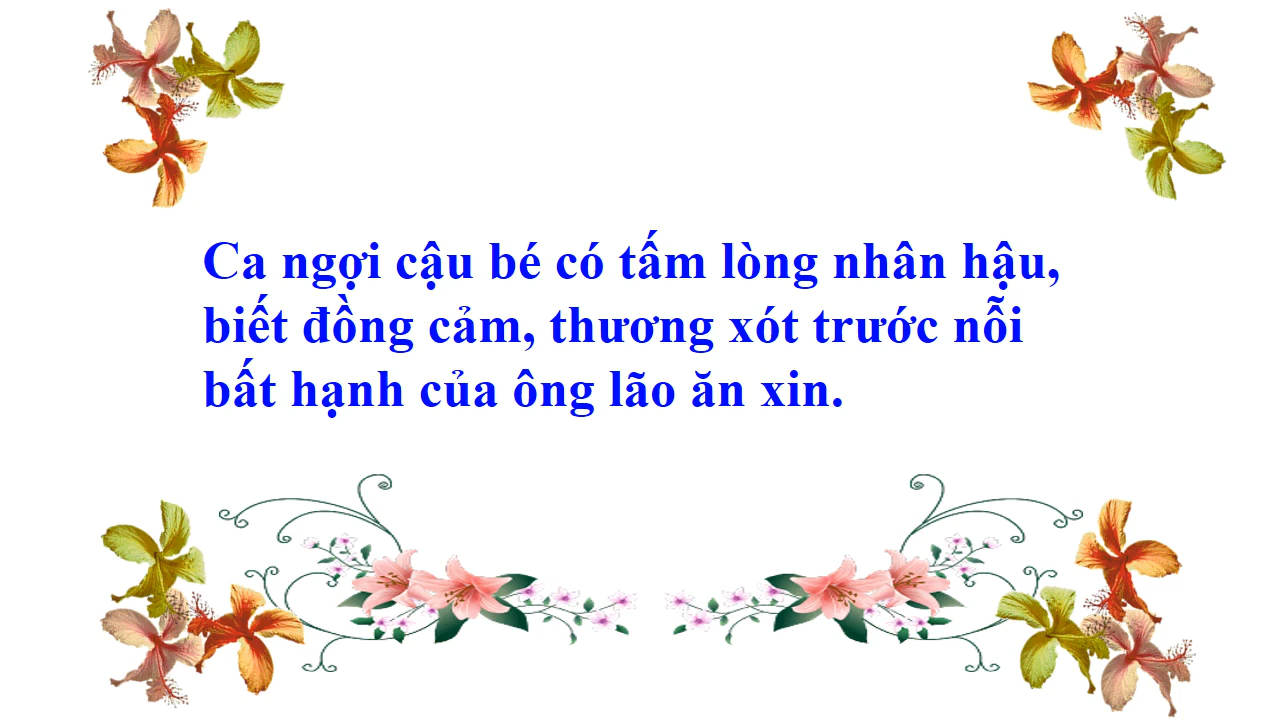 Ca ngợi cậu bé có tấm lòng nhân hậu,
biết đồng cảm, thương xót trước nỗi
bất hạnh của ông lão ăn xin.